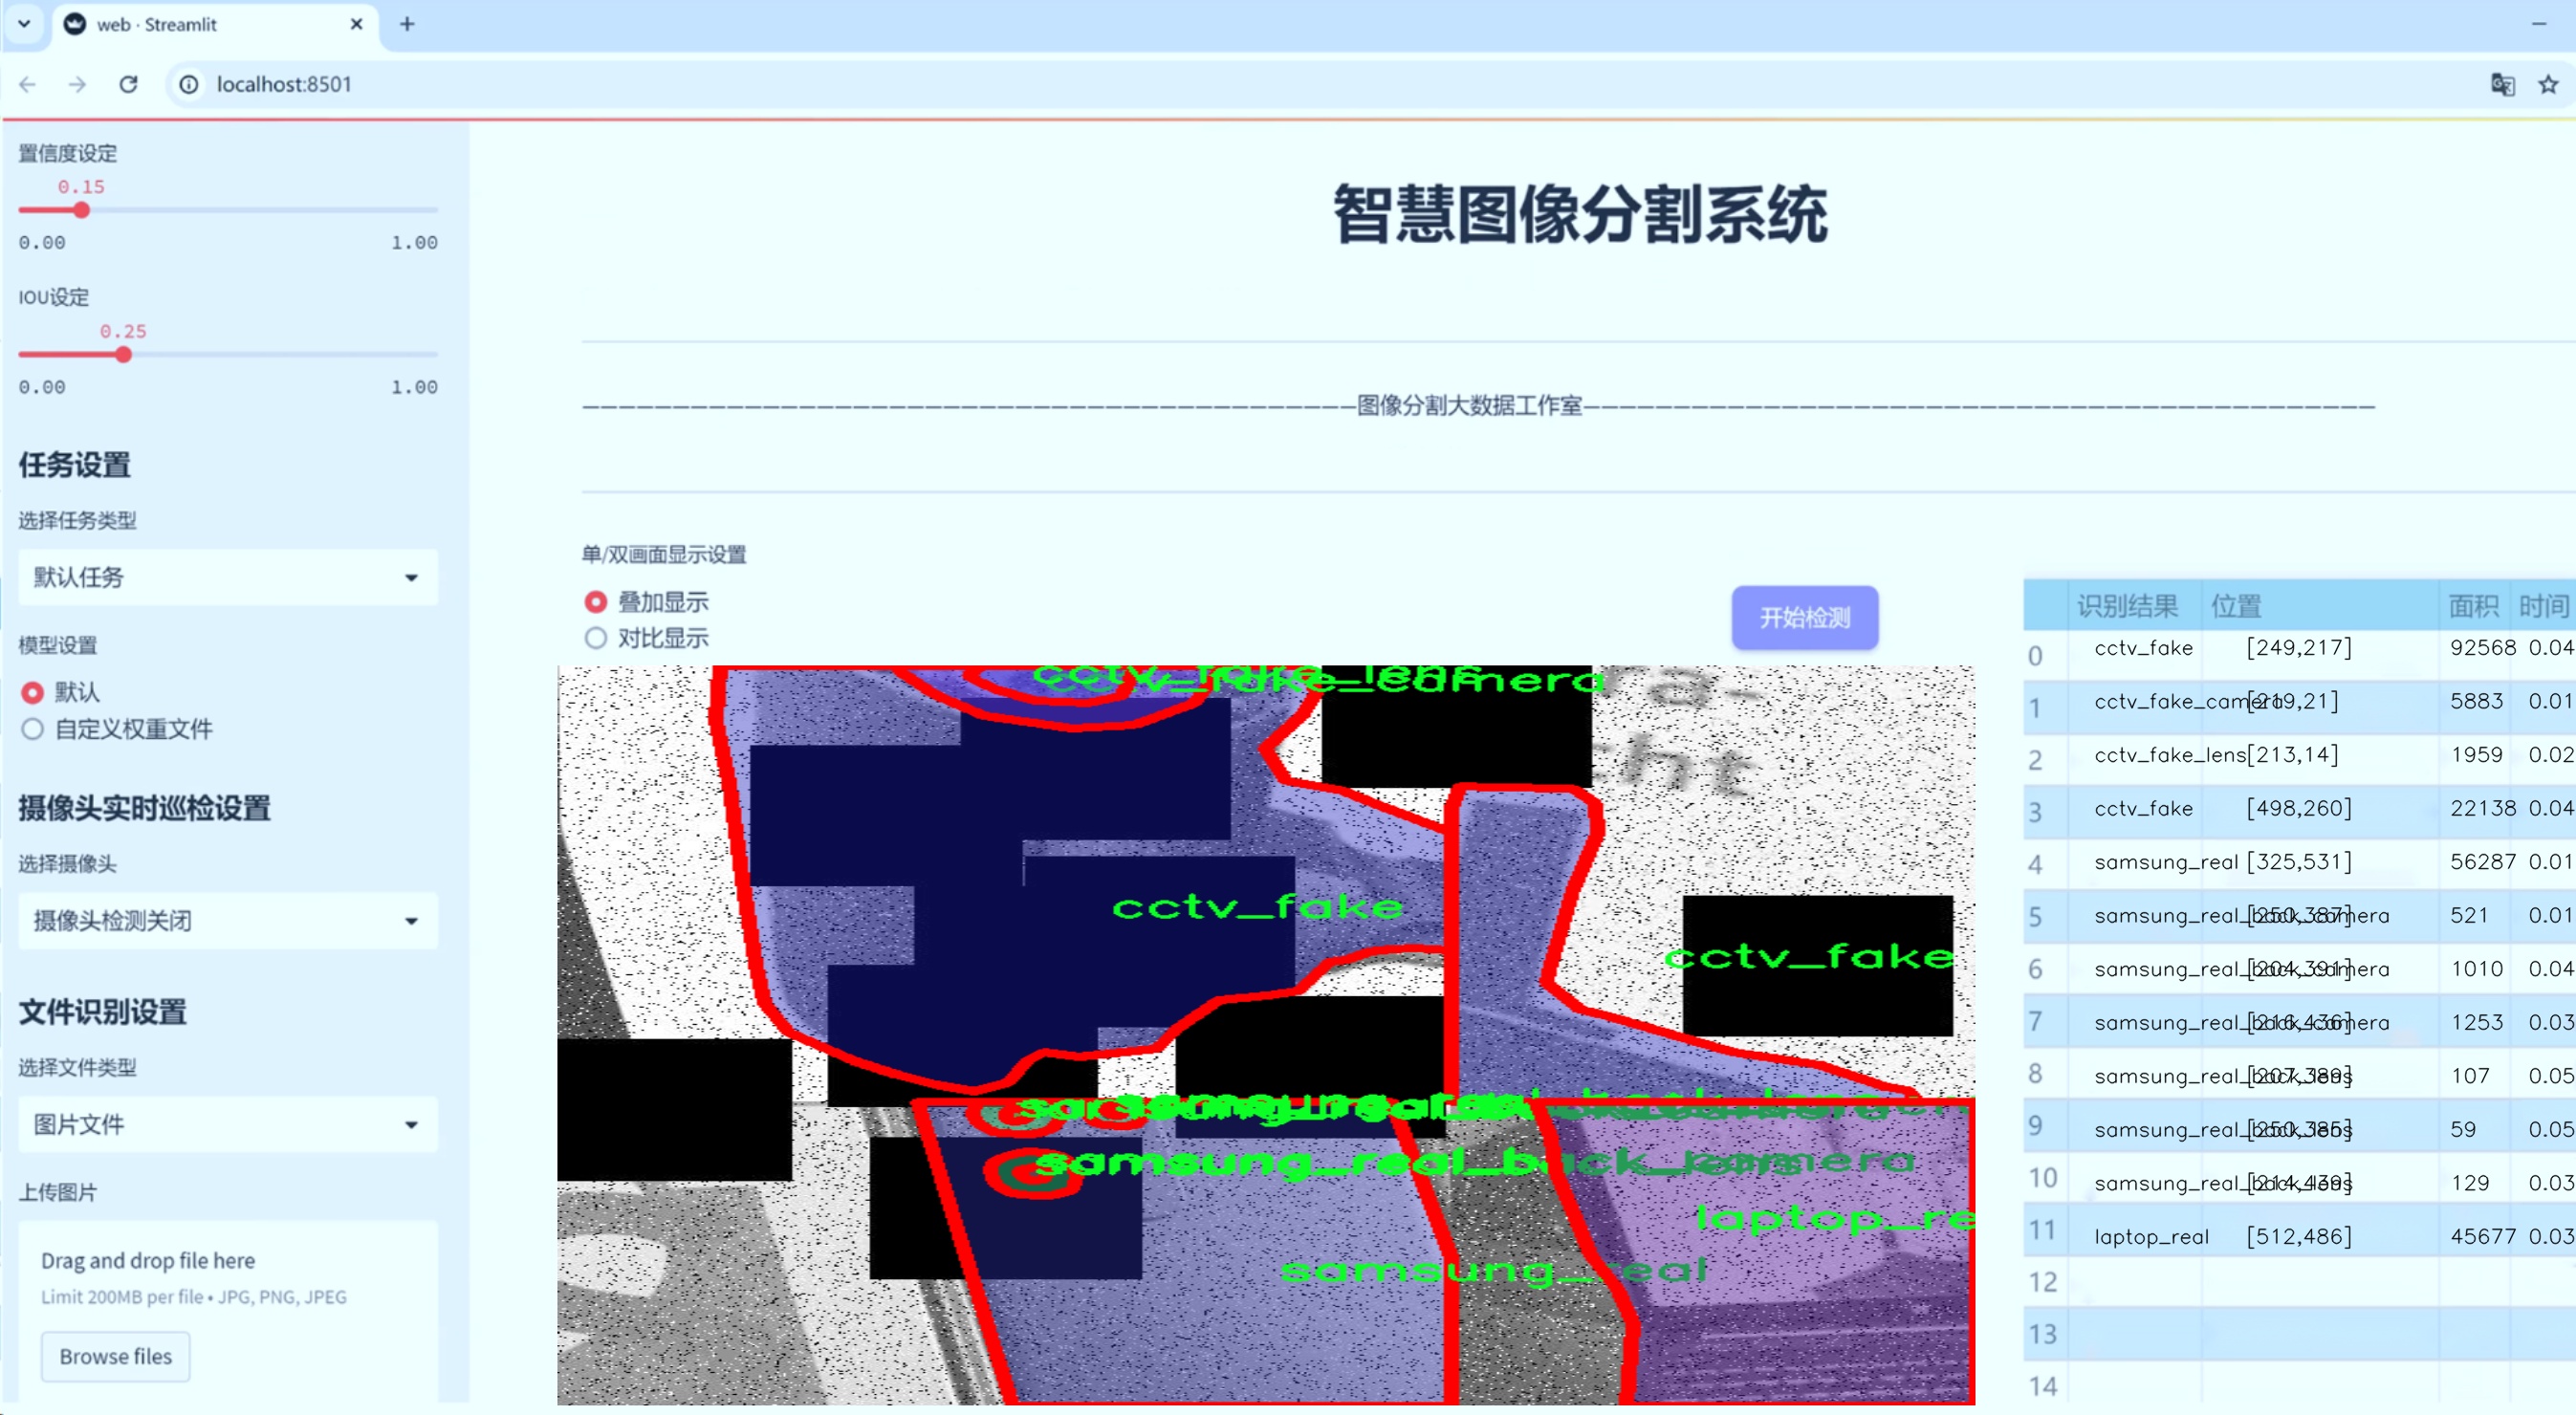 web · Streamlit
localhost:8501
置信度设定
0.15
0.00 1.00
IOU设定
0.25
0.00 1.00
任务设置
选择任务类型
默认任务
模型设置
默认
自定义权重文件
摄像头实时巡检设置
选择摄像头
摄像头检测关闭
文件识别设置
选择文件类型
图片文件
上传图片
Drag and drop file here
Limit 200MB per file • JPG, PNG, JPEG
Browse files
智慧图像分割系统
图像分割大数据工作室
单/双画面显示设置
叠加显示
对比显示
开始检测
cctv_fake_lens
cctv_fake_camera
cctv_fake
cctv_fake
samsung_real_back_lens
laptop_re
samsung_real
识别结果 位置 面积 时间
0 cctv_fake [249,217] 92568 0.04
1 cctv_fake_camera [219,21] 5883 0.01
2 cctv_fake_lens [213,14] 1959 0.02
3 cctv_fake [498,260] 22138 0.04
4 samsung_real [325,531] 56287 0.01
5 samsung_real_back_camera [250,387] 521 0.01
6 samsung_real_back_camera [204,391] 1010 0.04
7 samsung_real_back_camera [216,436] 1253 0.03
8 samsung_real_back_lens [207,389] 107 0.05
9 samsung_real_back_lens [250,385] 59 0.05
10 samsung_real_back_lens [214,439] 129 0.03
11 laptop_real [512,486] 45677 0.03
12
13
14